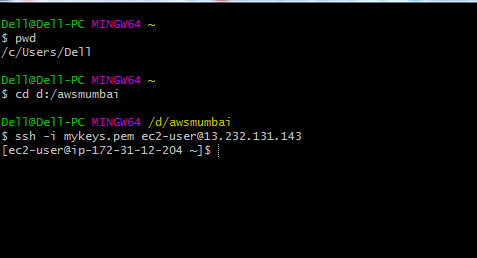 Dell@Dell-PC MINGW64 ~
$ pwd
/c/Users/Dell
Dell@Dell-PC MINGW64 ~
$ cd d:/awsmumbai
Dell@Dell-PC MINGW64 /d/awsmumbai
$ ssh -i mykeys.pem ec2-user@13.232.131.143
[ec2-user@ip-172-31-12-204 ~]$